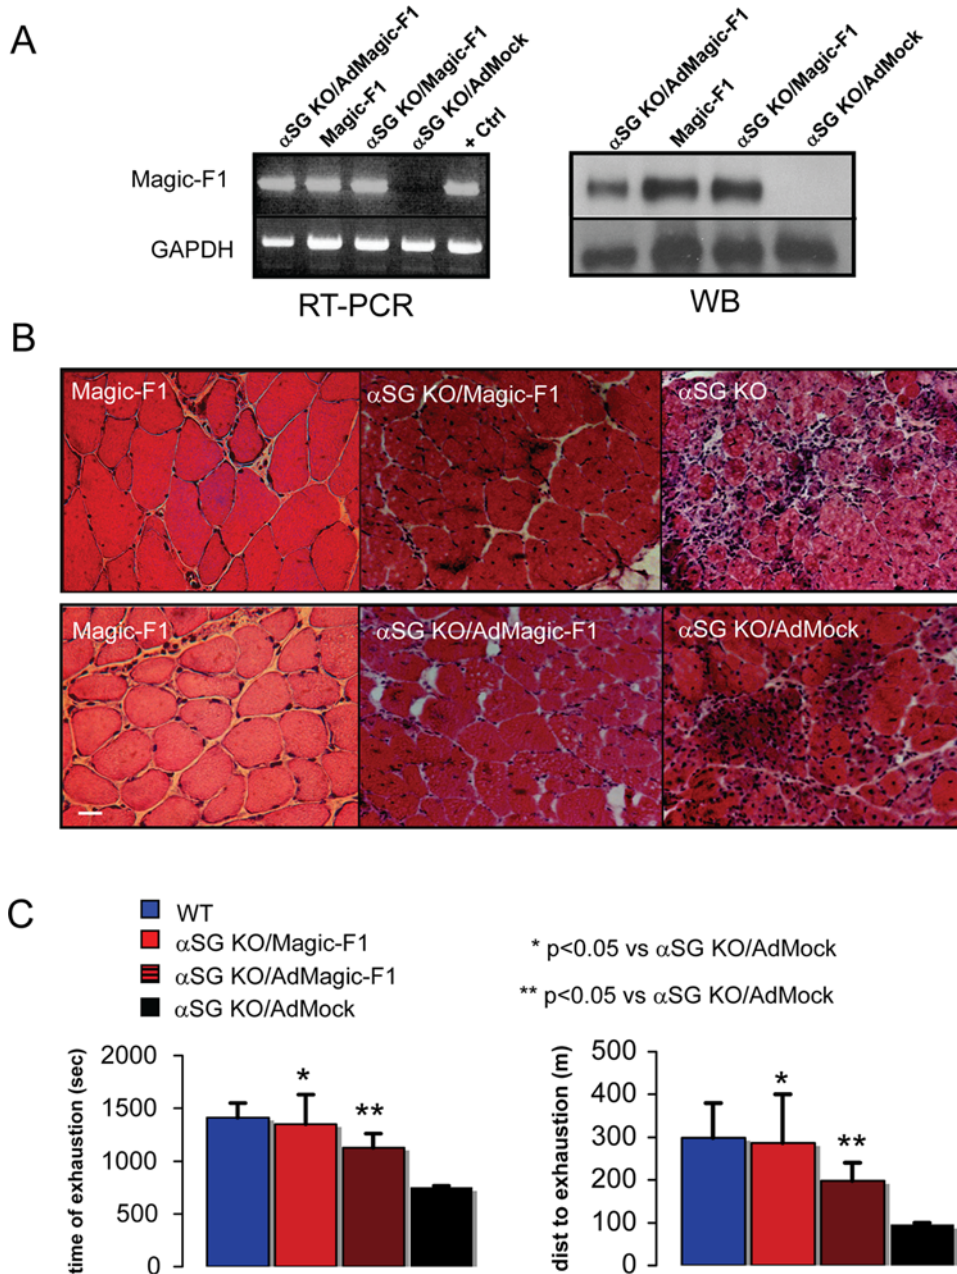 A
αSG KO/AdMagic-F1
Magic-F1
αSG KO/Magic-F1
αSG KO/AdMock
+ Ctrl
αSG KO/AdMagic-F1
Magic-F1
αSG KO/Magic-F1
αSG KO/AdMock
Magic-F1
GAPDH
RT-PCR
WB
B
Magic-F1
αSG KO/Magic-F1
αSG KO
Magic-F1
αSG KO/AdMagic-F1
αSG KO/AdMock
C
WT
αSG KO/Magic-F1
αSG KO/AdMagic-F1
αSG KO/AdMock
* p<0.05 vs αSG KO/AdMock
** p<0.05 vs αSG KO/AdMock
time of exhaustion (sec)
2000
1500
1000
500
0
*
**
dist to exhaustion (m)
500
400
300
200
100
0
*
**